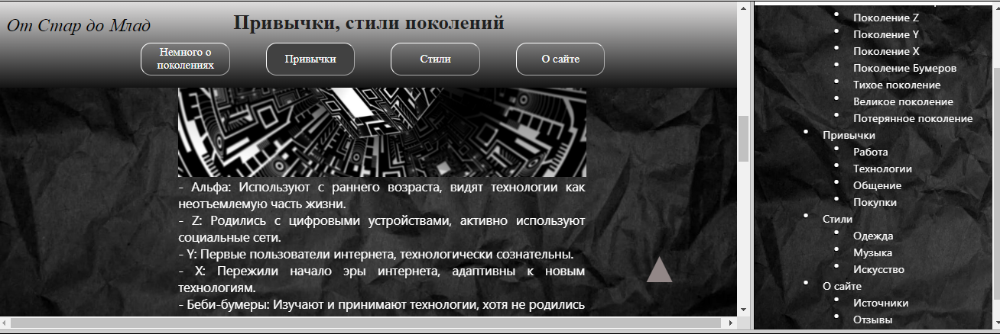 От Стар до Млад
Привычки, стили поколений
Немного о
поколениях
Привычки
Стили
О сайте
- Альфа: Используют с раннего возраста, видят технологии как
неотъемлемую часть жизни.
- Z: Родились с цифровыми устройствами, активно используют
социальные сети.
- Y: Первые пользователи интернета, технологически сознательны.
- X: Пережили начало эры интернета, адаптивны к новым
технологиям.
- Беби-бумеры: Изучают и принимают технологии, хотя не родились
Поколение Z
Поколение Y
Поколение X
Поколение Бумеров
Тихое поколение
Великое поколение
Потерянное поколение
Привычки
Работа
Технологии
Общение
Покупки
Стили
Одежда
Музыка
Искусство
О сайте
Источники
Отзывы